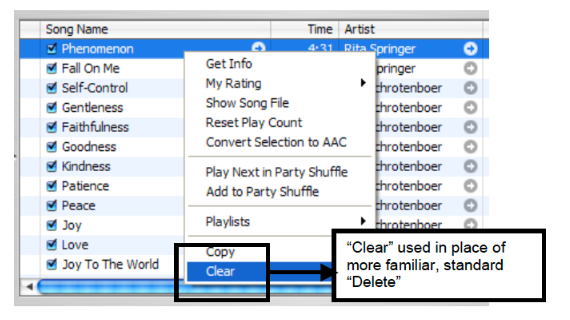 Song Name Time Artist
Phenomenon 4:31 Rita Springer
Fall On Me pringer
Self-Control chrotenboer
Gentleness chrotenboer
Faithfulness chrotenboer
Goodness chrotenboer
Kindness chrotenboer
Patience chrotenboer
Peace chrotenboer
Joy chrotenboer
Love
Joy To The World
Get Info
My Rating
Show Song File
Reset Play Count
Convert Selection to AAC
Play Next in Party Shuffle
Add to Party Shuffle
Playlists
Copy
Clear
“Clear” used in place of
more familiar, standard
“Delete”